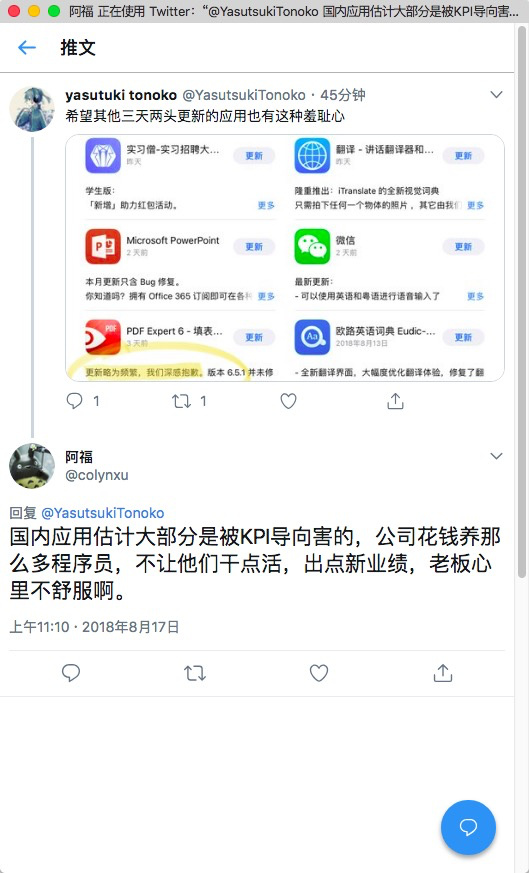 阿福 正在使用 Twitter：“@YasutsukiTonoko 国内应用估计大部分是被KPI导向害...
推文
yasutuki tonoko @YasutsukiTonoko · 45分钟
希望其他三天两头更新的应用也有这种羞耻心
实习僧-实习招聘大...
昨天
更新
学生版：
「新增」助力红包活动。
更多
翻译 - 讲话翻译器和...
昨天
更新
隆重推出：iTranslate 的全新视觉词典
只需拍下任何一个物体的照片，其它由我们
更多
Microsoft PowerPoint
2 天前
更新
本月更新只含 Bug 修复。
你知道吗？拥有 Office 365 订阅即可在各种
更多
微信
2 天前
更新
最新更新：
- 可以使用英语和粤语进行语音输入了
更多
PDF
PDF Expert 6 - 填表...
3 天前
更新
更新略为频繁，我们深感抱歉。版本 6.5.1 并未修
Aa
欧路英语词典 Eudic-...
2018年8月13日
更新
- 全新翻译界面，大幅度优化翻译体验，修复了翻
1
1
阿福
@colynxu
回复 @YasutsukiTonoko
国内应用估计大部分是被KPI导向害的，公司花钱养那
么多程序员，不让他们干点活，出点新业绩，老板心
里不舒服啊。
上午11:10 · 2018年8月17日